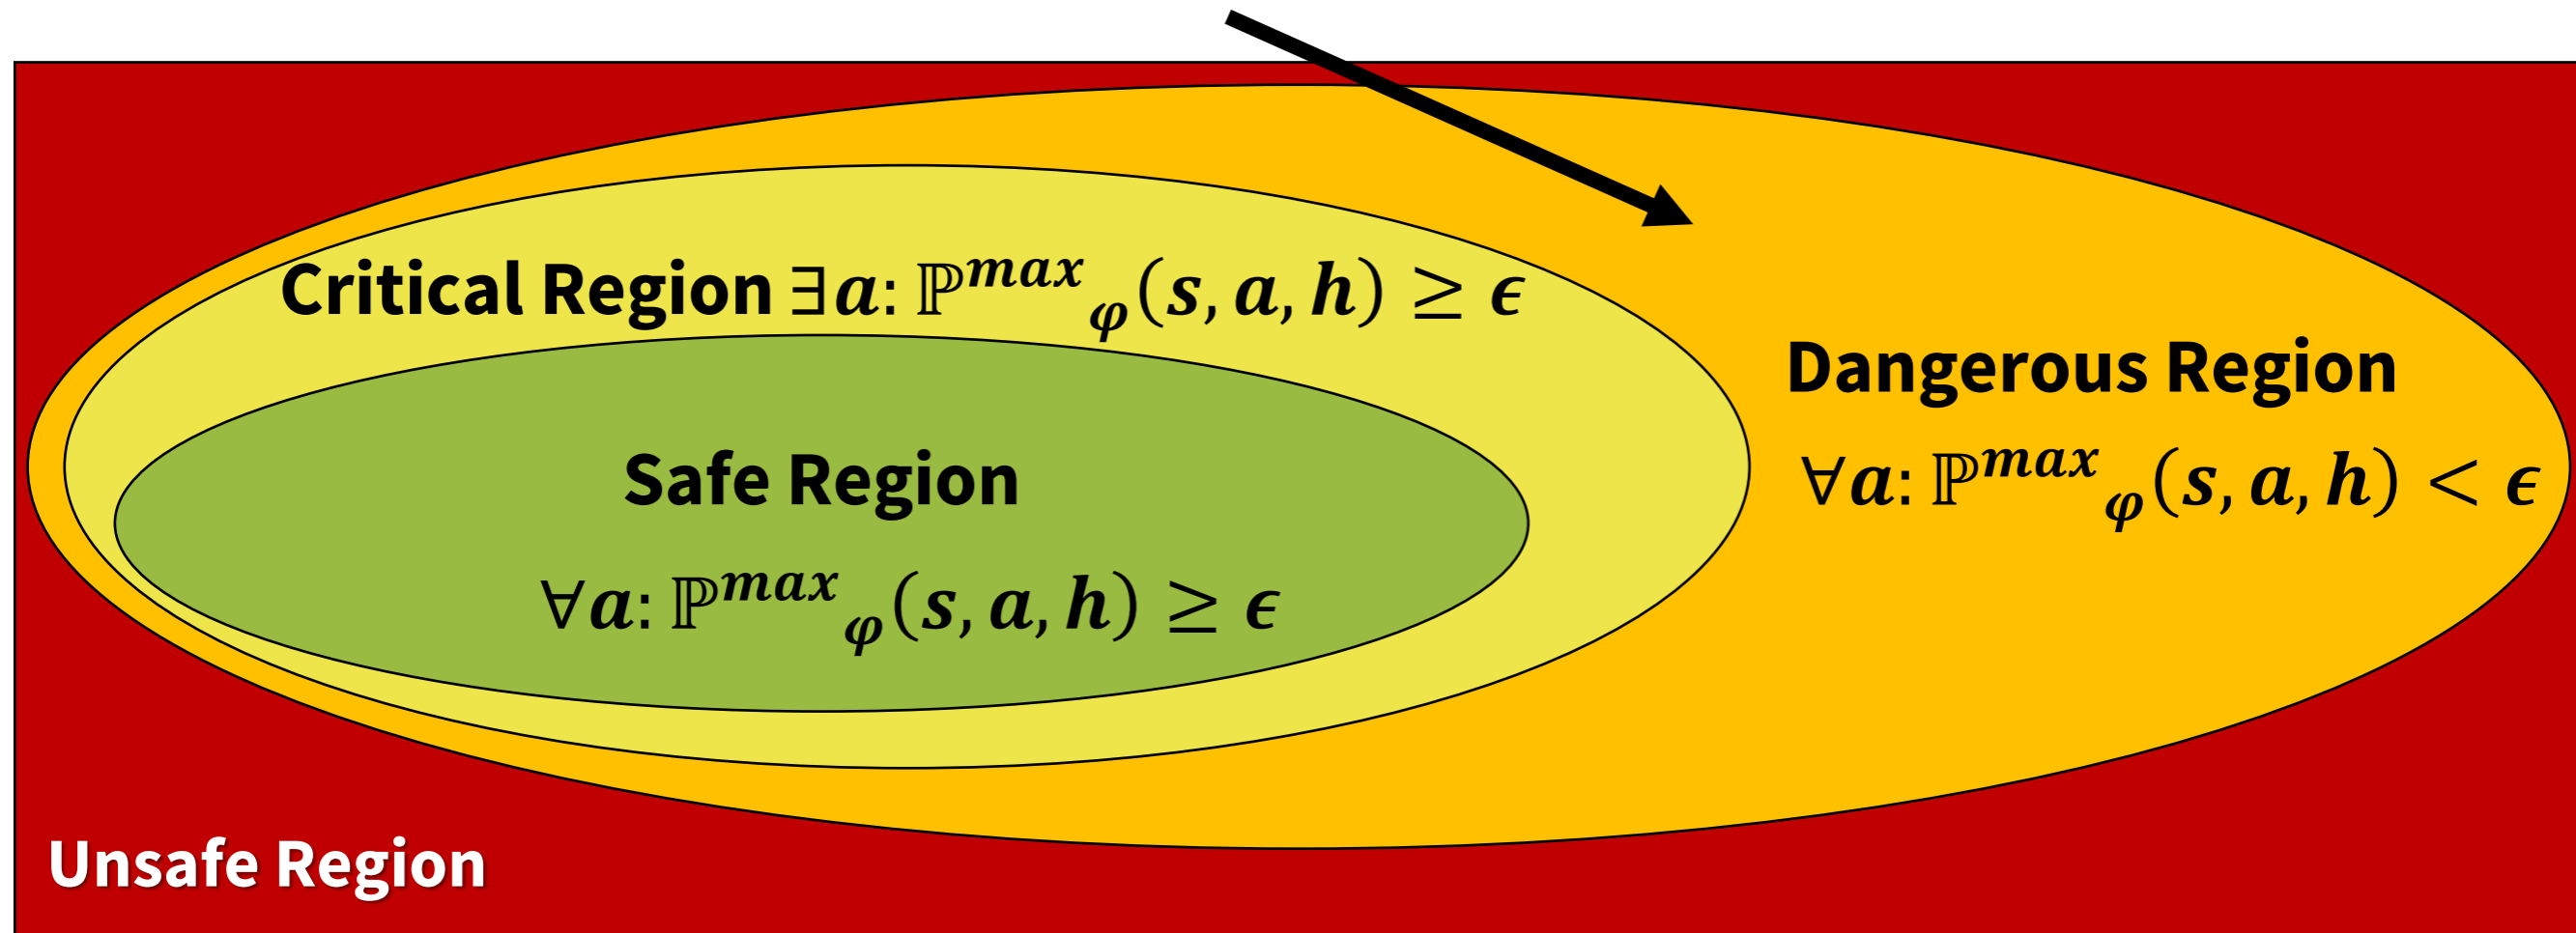 Critical Region ∃a: ℙ^max_φ(s, a, h) ≥ ϵ
Dangerous Region
∀a: ℙ^max_φ(s, a, h) < ϵ
Safe Region
∀a: ℙ^max_φ(s, a, h) ≥ ϵ
Unsafe Region